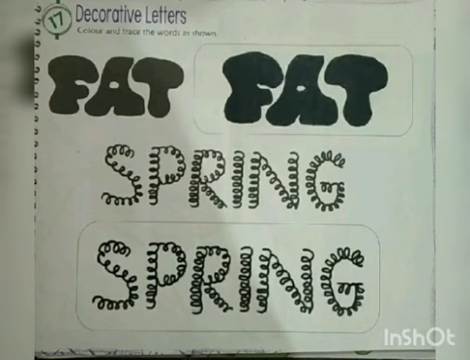 17 Decorative Letters
Colour and trace the words as shown.
FAT FAT
SPRING
SPRING
InShOt